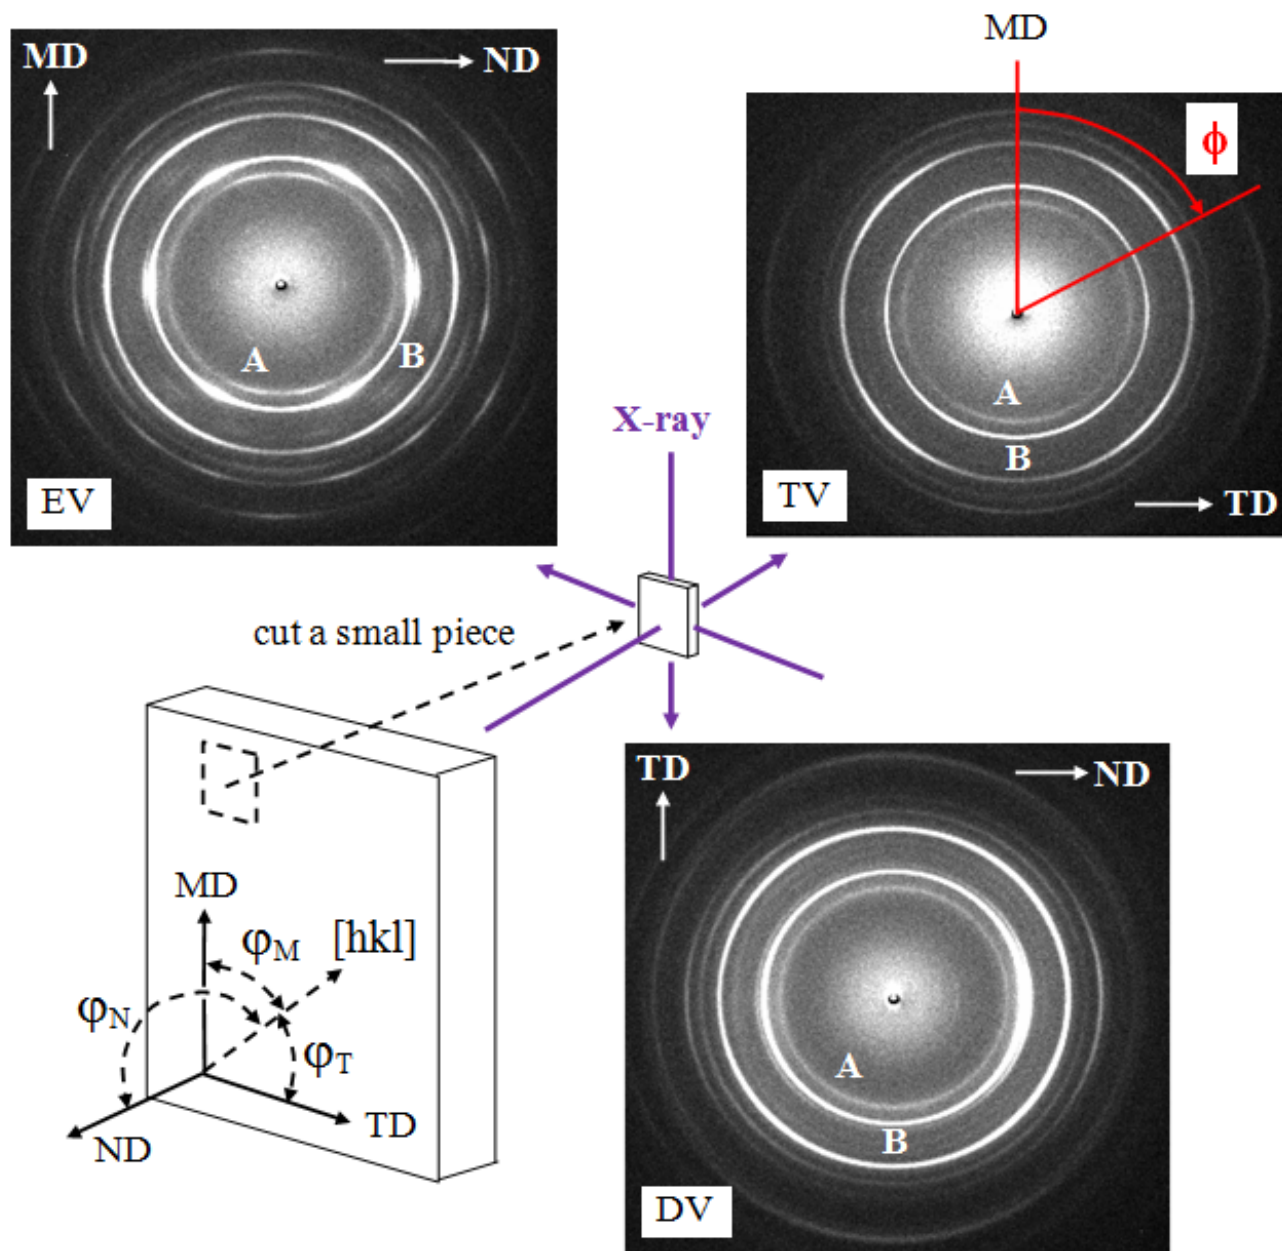 MD
ND
A
B
EV
MD
ϕ
A
B
TV
TD
X-ray
cut a small piece
MD
φM
[hkl]
φN
φT
ND
TD
TD
ND
A
B
DV